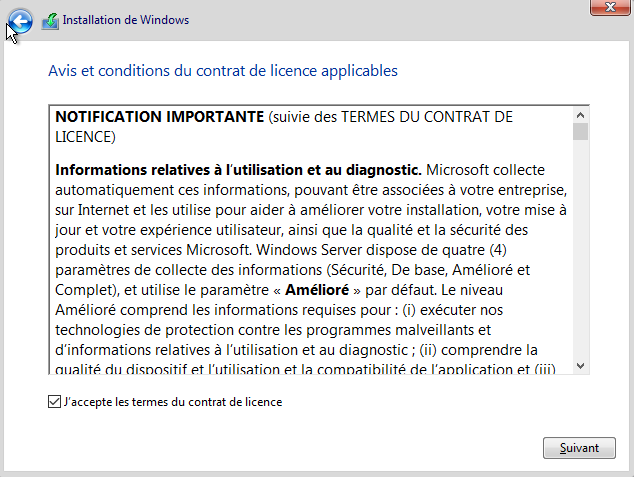 Installation de Windows
Avis et conditions du contrat de licence applicables
NOTIFICATION IMPORTANTE (suivie des TERMES DU CONTRAT DE
LICENCE)
Informations relatives à l'utilisation et au diagnostic. Microsoft collecte
automatiquement ces informations, pouvant être associées à votre entreprise,
sur Internet et les utilise pour aider à améliorer votre installation, votre mise à
jour et votre expérience utilisateur, ainsi que la qualité et la sécurité des
produits et services Microsoft. Windows Server dispose de quatre (4)
paramètres de collecte des informations (Sécurité, De base, Amélioré et
Complet), et utilise le paramètre « Amélioré » par défaut. Le niveau
Amélioré comprend les informations requises pour : (i) exécuter nos
technologies de protection contre les programmes malveillants et
d'informations relatives à l'utilisation et au diagnostic ; (ii) comprendre la
qualité du dispositif et l'utilisation et la compatibilité de l'application et (iii)
J'accepte les termes du contrat de licence
Suivant